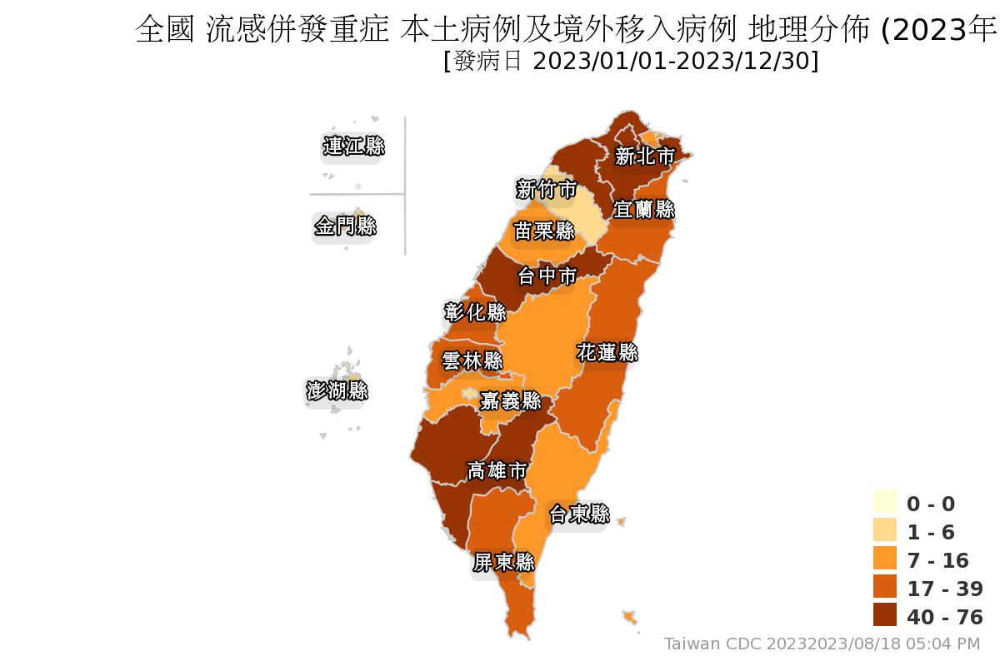 全國 流感併發重症 本土病例及境外移入病例 地理分佈 (2023年
[發病日 2023/01/01-2023/12/30]
連江縣
新北市
新竹市
宜蘭縣
金門縣
苗栗縣
台中市
彰化縣
花蓮縣
雲林縣
澎湖縣
嘉義縣
高雄市
台東縣
屏東縣
0 - 0
1 - 6
7 - 16
17 - 39
40 - 76
Taiwan CDC 20232023/08/18 05:04 PM